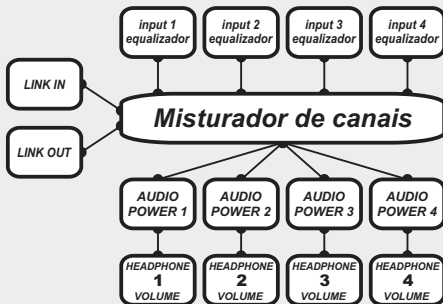 input 1
equalizador
input 2
equalizador
input 3
equalizador
input 4
equalizador
LINK IN
Misturador de canais
LINK OUT
AUDIO
POWER 1
AUDIO
POWER 2
AUDIO
POWER 3
AUDIO
POWER 4
HEADPHONE
1
VOLUME
HEADPHONE
2
VOLUME
HEADPHONE
3
VOLUME
HEADPHONE
4
VOLUME